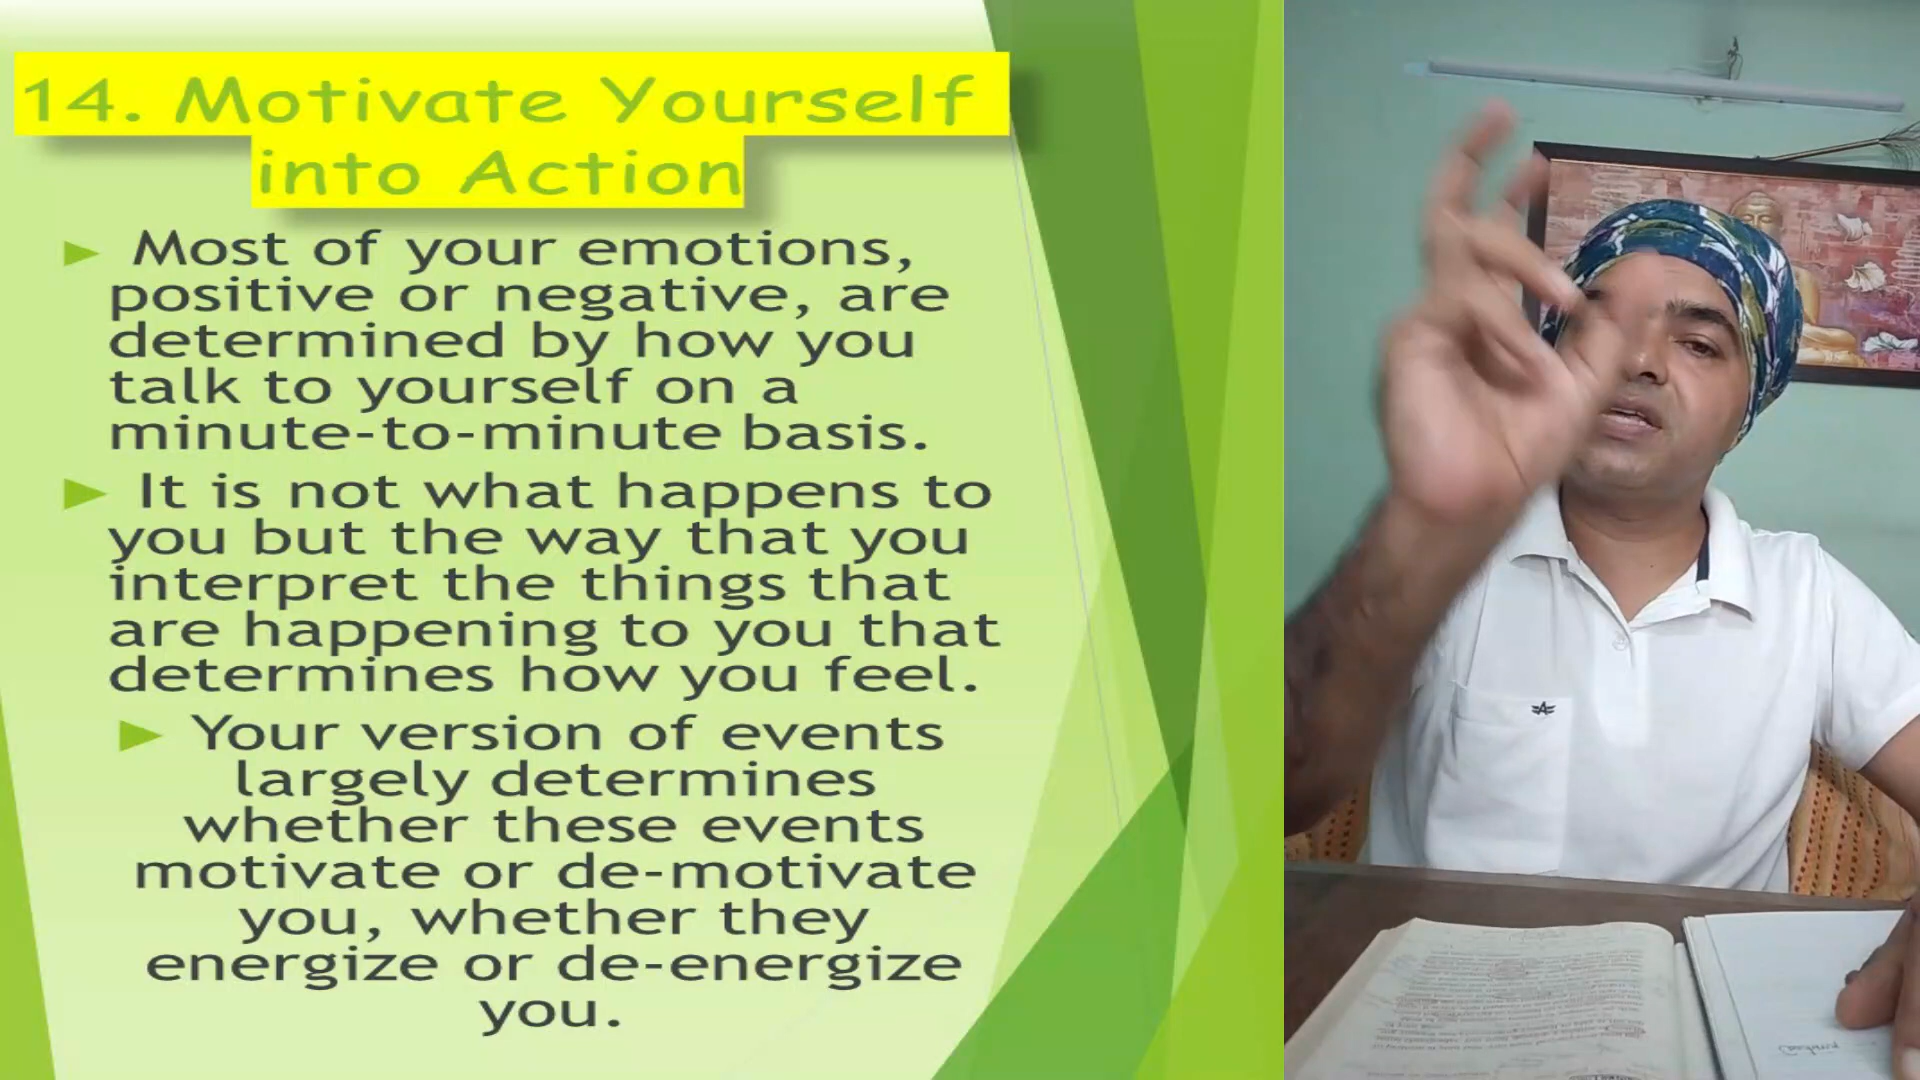 14. Motivate Yourself
into Action
Most of your emotions,
positive or negative, are
determined by how you
talk to yourself on a
minute-to-minute basis.
It is not what happens to
you but the way that you
interpret the things that
are happening to you that
determines how you feel.
Your version of events
largely determines
whether these events
motivate or de-motivate
you, whether they
energize or de-energize
you.